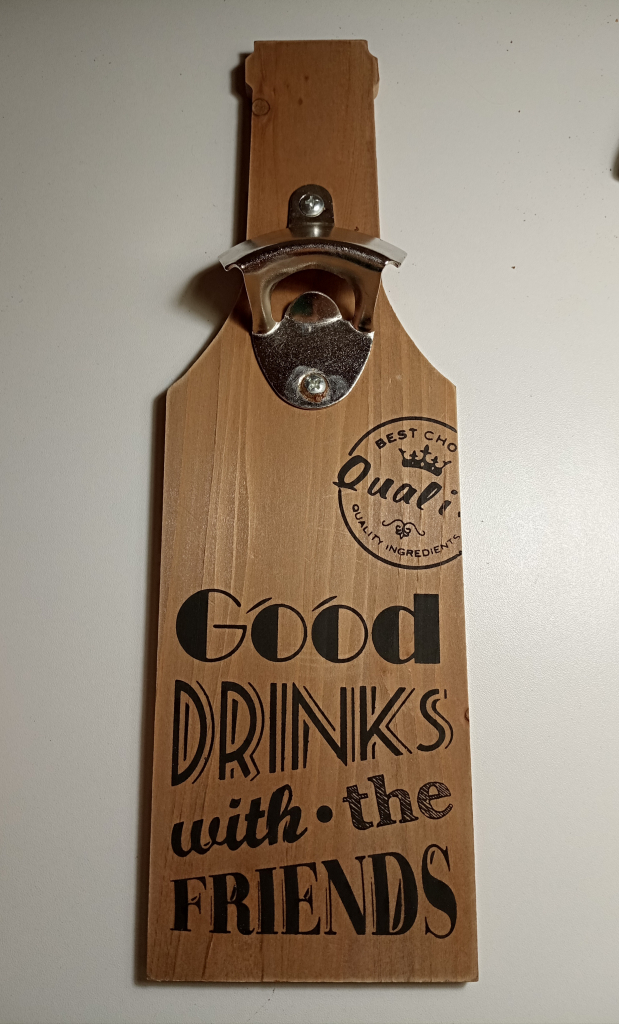 BEST CHO
Quali
QUALITY INGREDIENTS
Good
DRINKS
with • the
FRIENDS